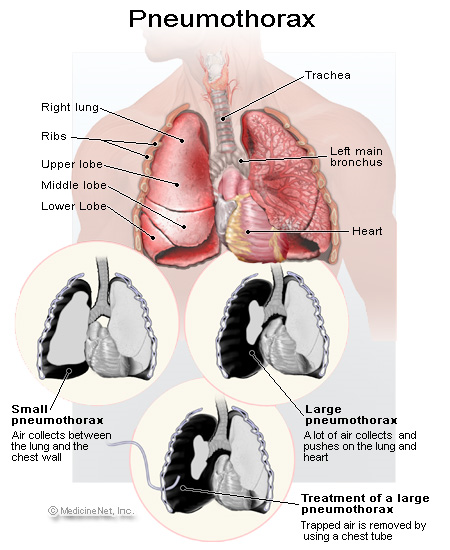 Pneumothorax
Trachea
Right lung
Ribs
Upper lobe
Middle lobe
Lower Lobe
Left main
bronchus
Heart
Small
pneumothorax
Air collects between
the lung and the
chest wall
Large
pneumothorax
A lot of air collects and
pushes on the lung and
heart
Treatment of a large
pneumothorax
Trapped air is removed by
using a chest tube
© MedicineNet, Inc.